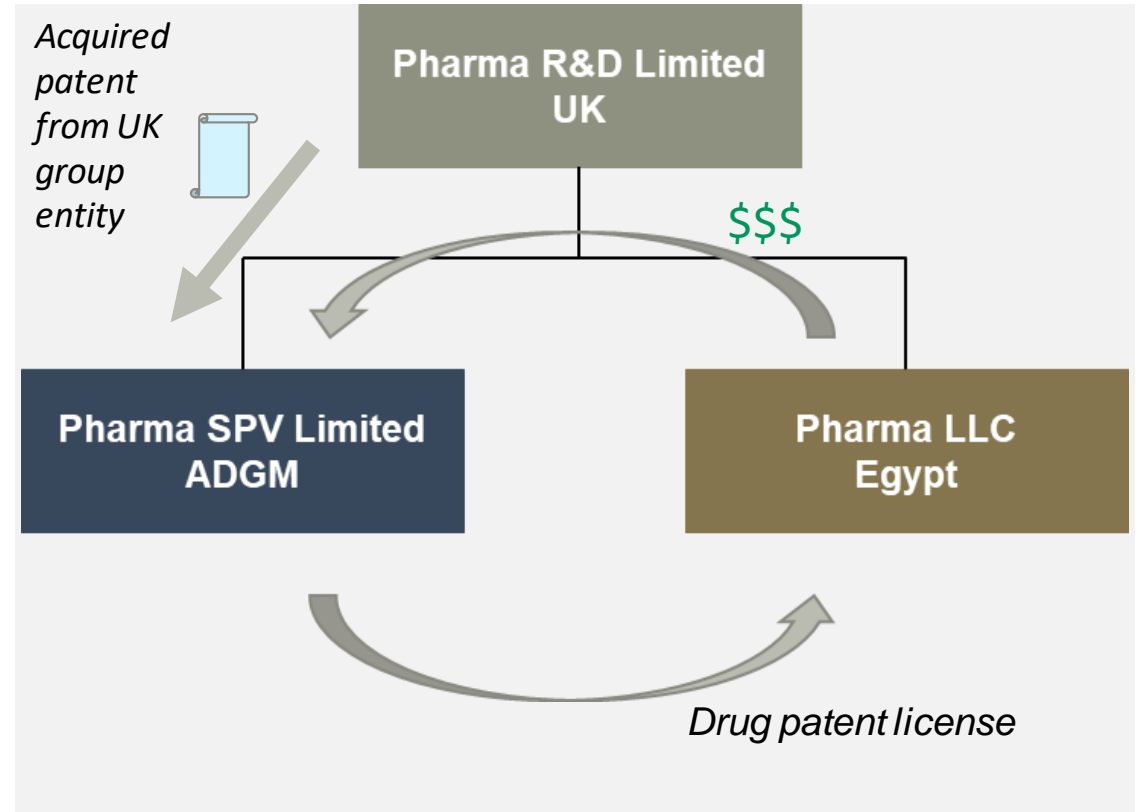 Acquired
patent
from UK
group
entity
Pharma R&D Limited
UK
$$$
Pharma SPV Limited
ADGM
Pharma LLC
Egypt
Drug patent license